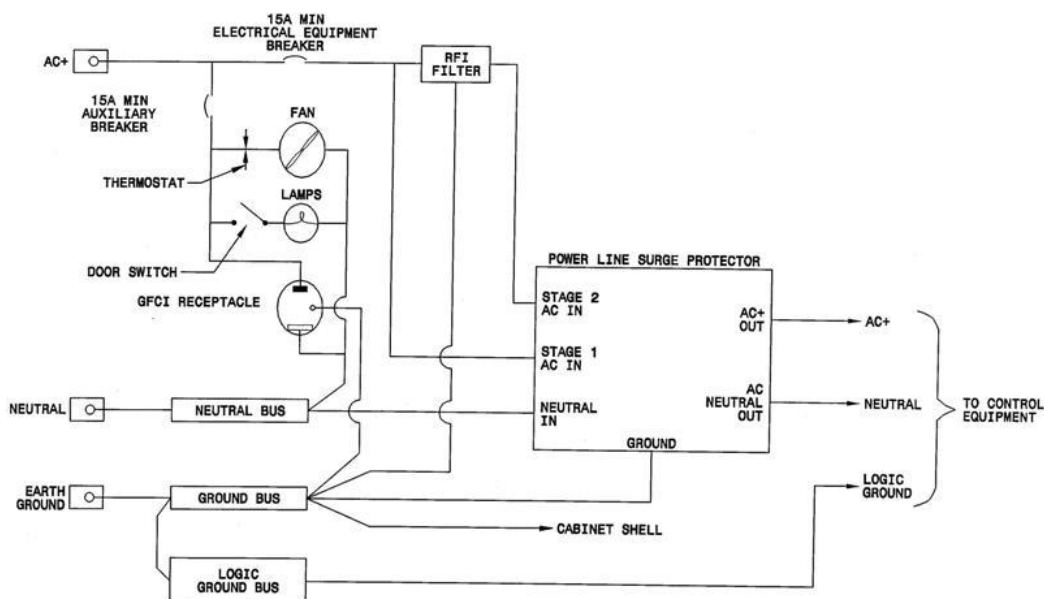 15A MIN
ELECTRICAL EQUIPMENT
BREAKER
AC+
RFI
FILTER
15A MIN
AUXILIARY
BREAKER
FAN
THERMOSTAT
LAMPS
DOOR SWITCH
GFCI RECEPTACLE
POWER LINE SURGE PROTECTOR
STAGE 2
AC IN
AC+
OUT
AC+
STAGE 1
AC IN
NEUTRAL
NEUTRAL BUS
NEUTRAL
IN
AC
NEUTRAL
OUT
NEUTRAL
TO CONTROL
EQUIPMENT
GROUND
EARTH
GROUND
GROUND BUS
LOGIC
GROUND
CABINET SHELL
LOGIC
GROUND BUS